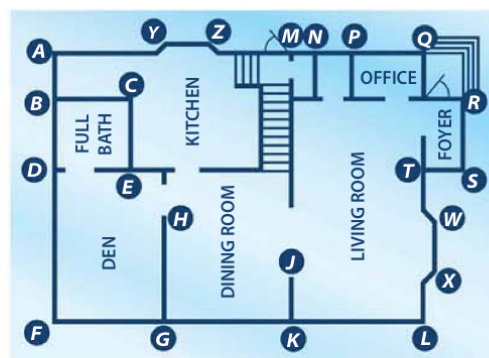 Y Z M N P Q
A
OFFICE
B C R
FULL
BATH
KITCHEN
FOYER
D E T S
H W
DEN
DINING ROOM
LIVING ROOM
J X
F G K L